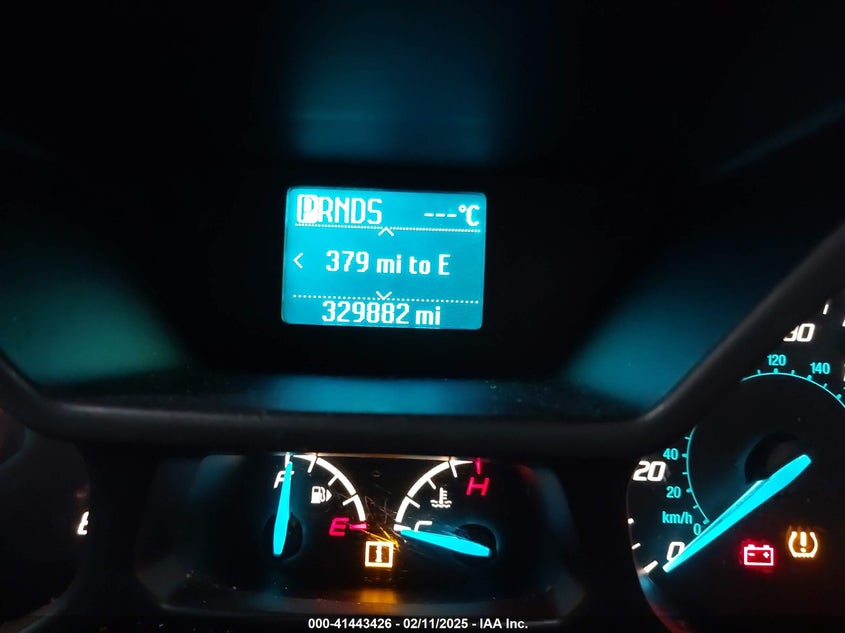 PRNDS ---°C
< 379 mi to E
329882 mi
F
E
C
H
120
140
40
20
20
km/h
0
0
000-41443426 - 02/11/2025 - IAA Inc.